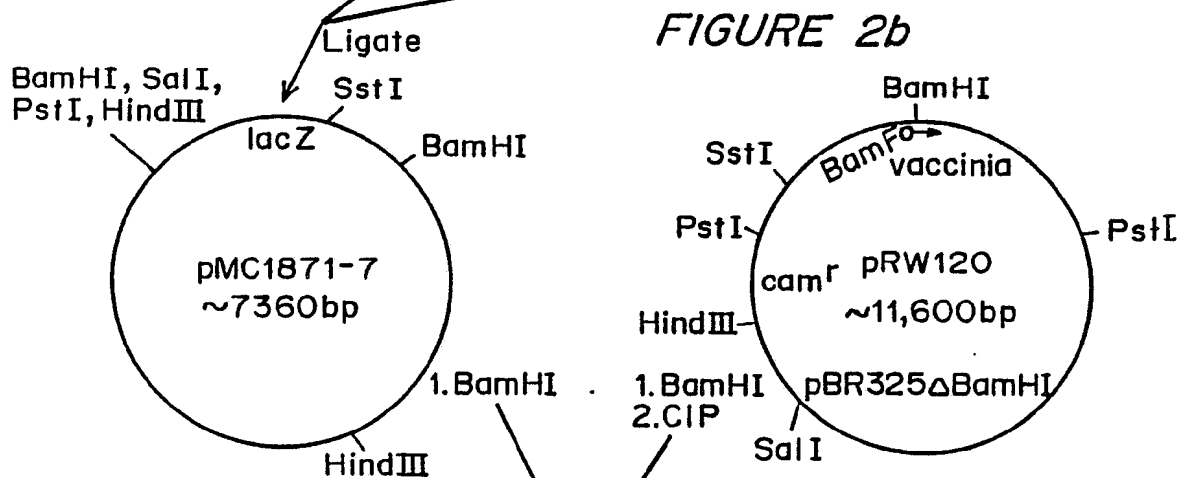 FIGURE 2b
Ligate
BamHI, SalI,
PstI, HindIII
SstI
lacZ
BamHI
pMC1871-7
~7360bp
1.BamHI
HindIII
BamHI
BamFo→
vaccinia
SstI
PstI
PstI
camʳ
pRW120
~11,600bp
HindIII
pBR325ΔBamHI
1.BamHI
2.CIP
SalI